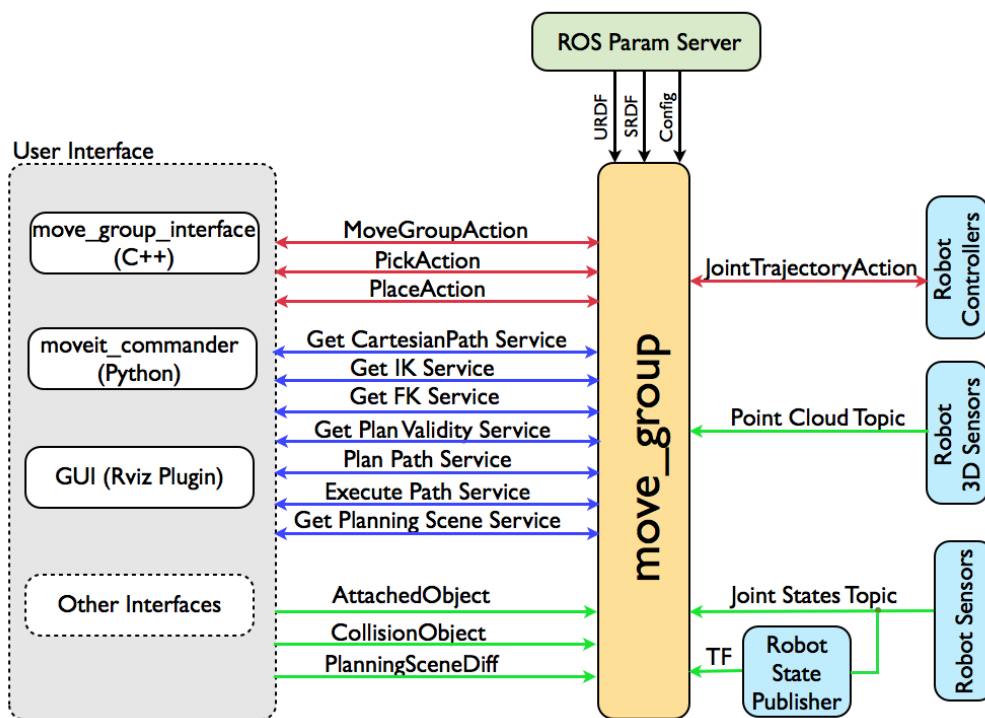 ROS Param Server
URDF
SRDF
Config
User Interface
move_group_interface
(C++)
moveit_commander
(Python)
GUI (Rviz Plugin)
Other Interfaces
MoveGroupAction
PickAction
PlaceAction
Get CartesianPath Service
Get IK Service
Get FK Service
Get Plan Validity Service
Plan Path Service
Execute Path Service
Get Planning Scene Service
AttachedObject
CollisionObject
PlanningSceneDiff
move_group
JointTrajectoryAction
Robot
Controllers
Point Cloud Topic
Robot
3D Sensors
Joint States Topic
Robot Sensors
TF
Robot
State
Publisher